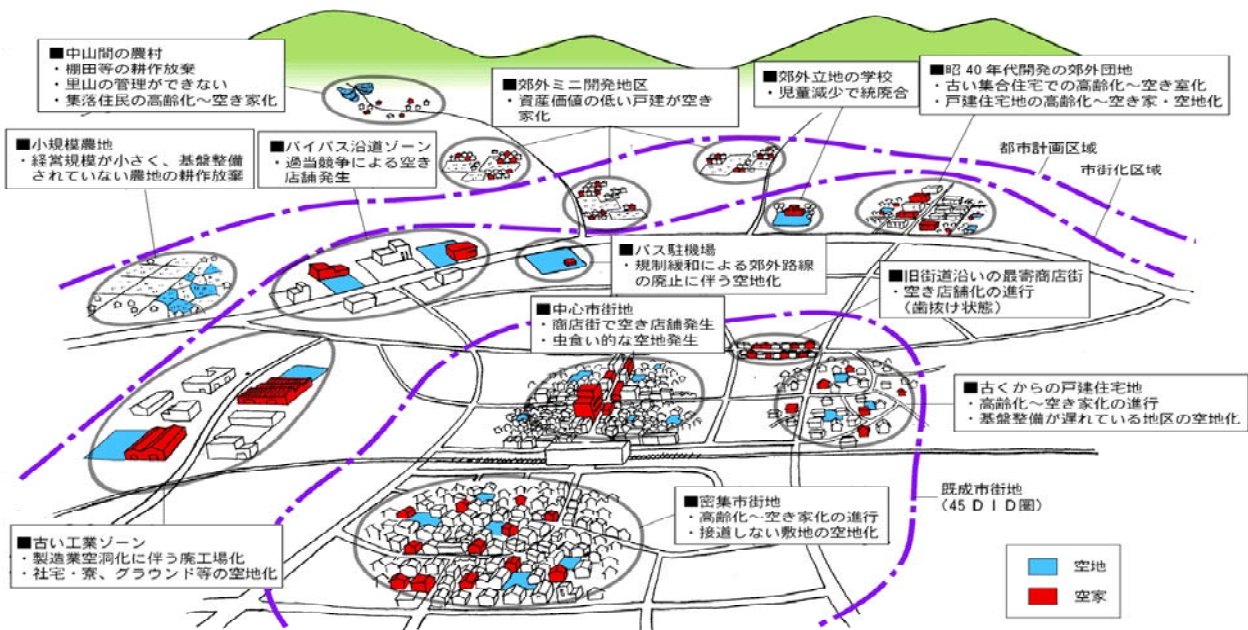 ■中山間の農村
・棚田等の耕作放棄
・里山の管理ができない
・集落住民の高齢化～空き家化
■郊外ミニ開発地区
・資産価値の低い戸建が空き
家化
■郊外立地の学校
・児童減少で統廃合
■昭40年代開発の郊外団地
・古い集合住宅での高齢化～空き室化
・戸建住宅地の高齢化～空き家・空地化
■小規模農地
・経営規模が小さく、基盤整備
されていない農地の耕作放棄
■バイパス沿道ゾーン
・過当競争による空き
店舗発生
都市計画区域
市街化区域
■バス駐機場
・規制緩和による郊外路線
の廃止に伴う空地化
■旧街道沿いの最寄商店街
・空き店舗化の進行
（歯抜け状態）
■中心市街地
・商店街で空き店舗発生
・虫食い的な空地発生
■古くからの戸建住宅地
・高齢化～空き家化の進行
・基盤整備が遅れている地区の空地化
■密集市街地
・高齢化～空き家化の進行
・接道しない敷地の空地化
既成市街地
（45ＤＩＤ圏）
■古い工業ゾーン
・製造業空洞化に伴う廃工場化
・社宅・寮、グラウンド等の空地化
空地
空家